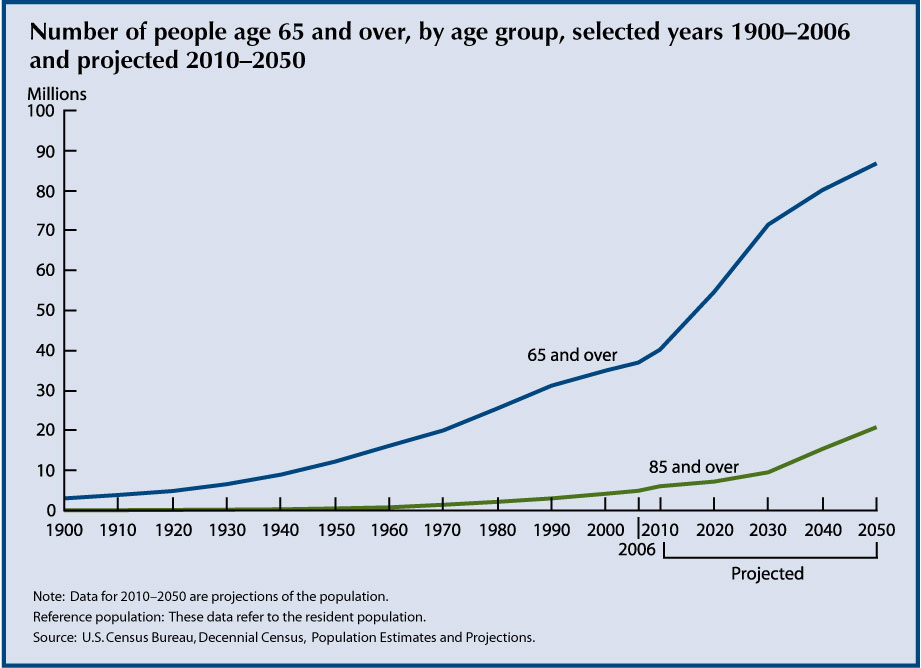 Number of people age 65 and over, by age group, selected years 1900–2006
and projected 2010–2050
Millions
100
90
80
70
60
50
40
30
20
10
0
65 and over
85 and over
1900 1910 1920 1930 1940 1950 1960 1970 1980 1990 2000 2010 2020 2030 2040 2050
2006
Projected
Note: Data for 2010–2050 are projections of the population.
Reference population: These data refer to the resident population.
Source: U.S. Census Bureau, Decennial Census, Population Estimates and Projections.